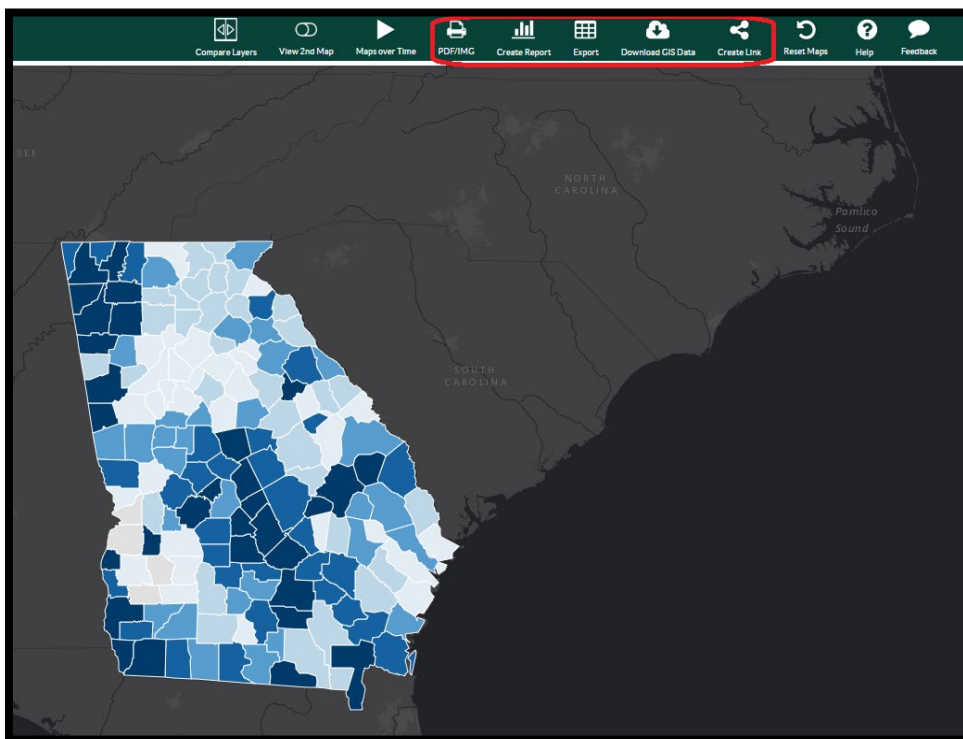 Compare Layers
View 2nd Map
Maps over Time
PDF/IMG
Create Report
Export
Download GIS Data
Create Link
Reset Maps
Help
Feedback
SEE
NORTH
CAROLINA
Pamlico
Sound
SOUTH
CAROLINA